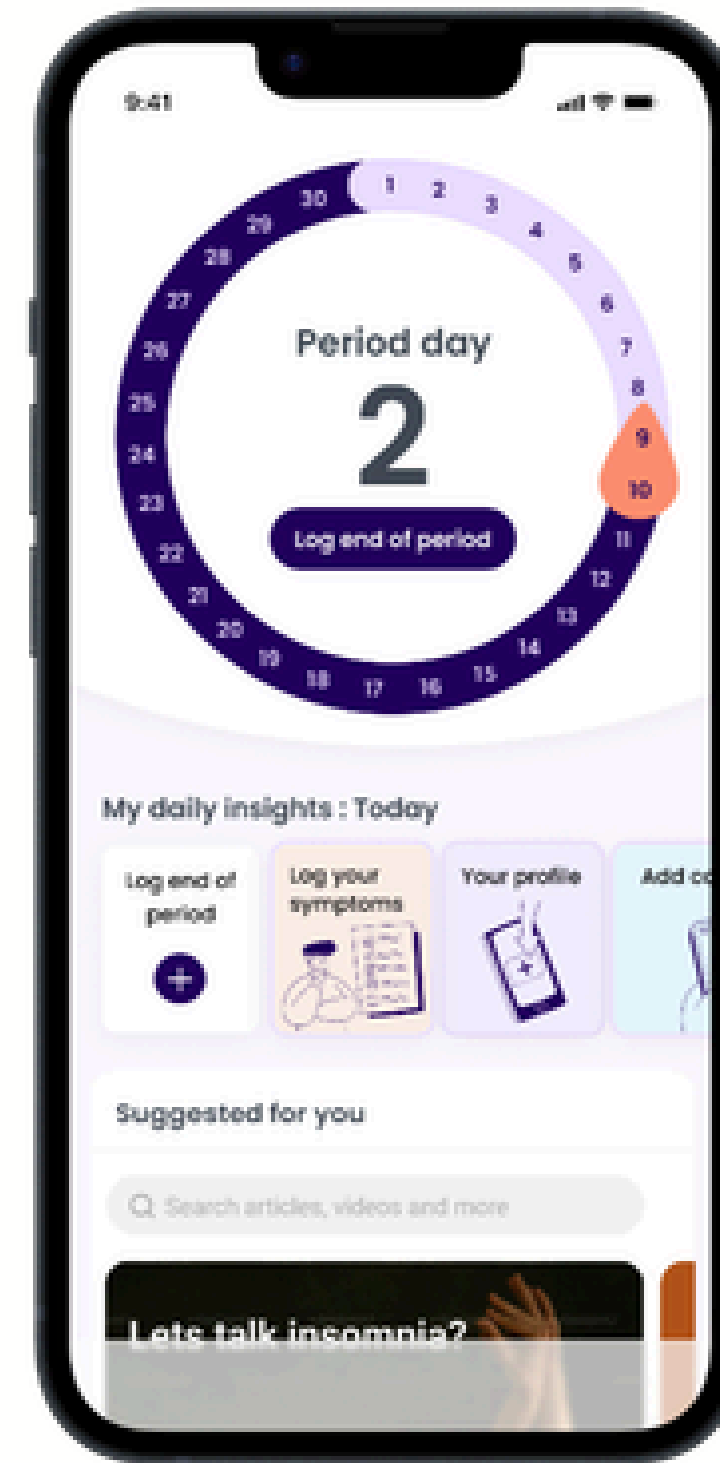 9:41
1
2
3
4
5
6
7
8
9
10
11
12
13
14
15
16
17
18
19
20
21
22
23
24
25
26
27
28
29
30
Period day
2
Log end of period
My daily insights : Today
Log end of
period
Log your
symptoms
Your profile
Add
Suggested for you
Search articles, videos and more
Lets talk insomnia?